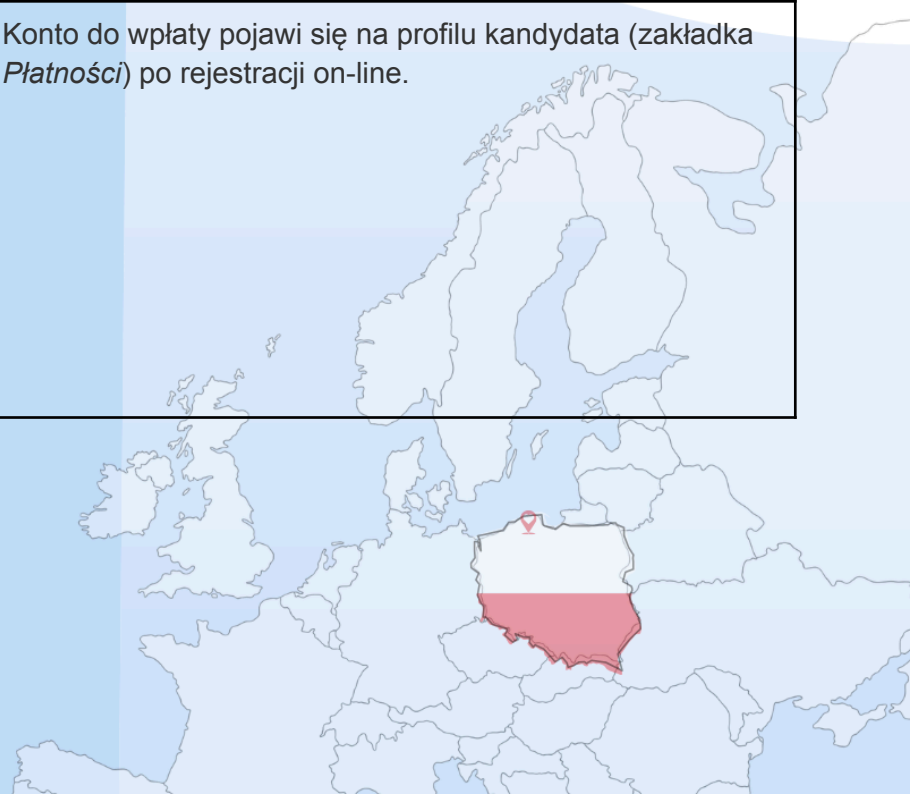 Konto do wpłaty pojawi się na profilu kandydata (zakładka
Płatności) po rejestracji on-line.